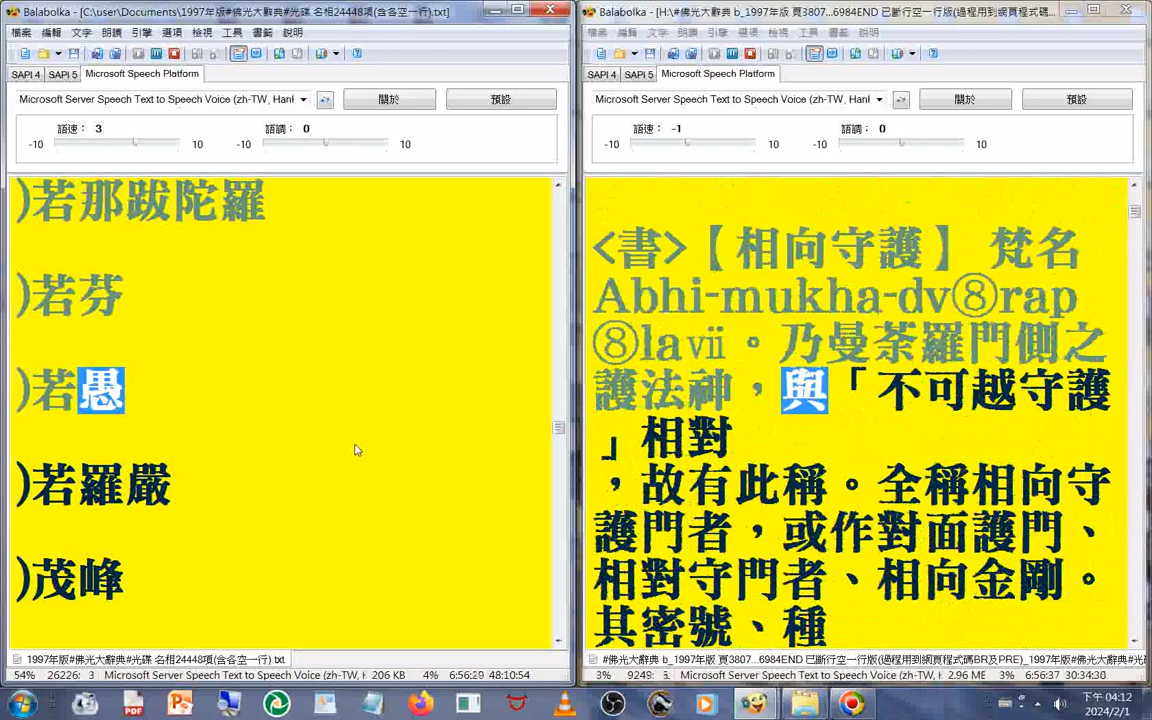 Balabolka - [C:\user\Documents\1997年版#佛光大辭典#光碟 名相24448項(含各空一行).txt]
檔案 編輯 文字 朗讀 引擎 選項 檢視 工具 書籤 說明
SAPI 4 SAPI 5 Microsoft Speech Platform
Microsoft Server Speech Text to Speech Voice (zh-TW, Hanl 關於 預設
語速： 3 語調： 0
-10 10 -10 10
)若那跋陀羅
)若芬
)若愚
)若羅嚴
)茂峰
1997年版#佛光大辭典#光碟 名相24448項(含各空一行).txt
54% 26226: 3 Microsoft Server Speech Text to Speech Voice (zh-TW, H 206 KB 4% 6:56:29 48:10:54
Balabolka - [H:\#佛光大辭典 b_1997年版 頁3807...6984END 已斷行空一行版(過程用到網頁程式碼...
檔案 編輯 文字 朗讀 引擎 選項 檢視 工具 書籤 說明
SAPI 4 SAPI 5 Microsoft Speech Platform
Microsoft Server Speech Text to Speech Voice (zh-TW, Hanl 關於 預設
語速： -1 語調： 0
-10 10 -10 10
<書>【相向守護】 梵名
Abhi-mukha-dv⑧rap
⑧lavii。乃曼荼羅門側之
護法神，與「不可越守護
」相對
，故有此稱。全稱相向守
護門者，或作對面護門、
相對守門者、相向金剛。
其密號、種
#佛光大辭典 b_1997年版 頁3807...6984END 已斷行空一行版(過程用到網頁程式碼BR及PRE)_1997年版#光
3% 9249: Microsoft Server Speech Text to Speech Voice (zh-TW, H 2.96 ME 3% 6:56:37 30:34:30
下午 04:12
2024/2/1